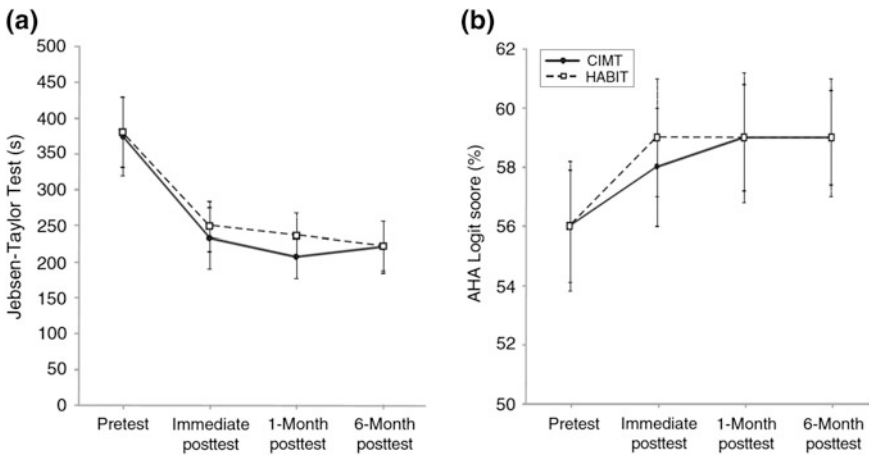 (a)
500
450
400
350
300
250
200
150
100
50
0
Jebsen-Taylor Test (s)
Pretest
Immediate
posttest
1-Month
posttest
6-Month
posttest
(b)
62
60
58
56
54
52
50
AHA Logit score (%)
CIMT
HABIT
Pretest
Immediate
posttest
1-Month
posttest
6-Month
posttest